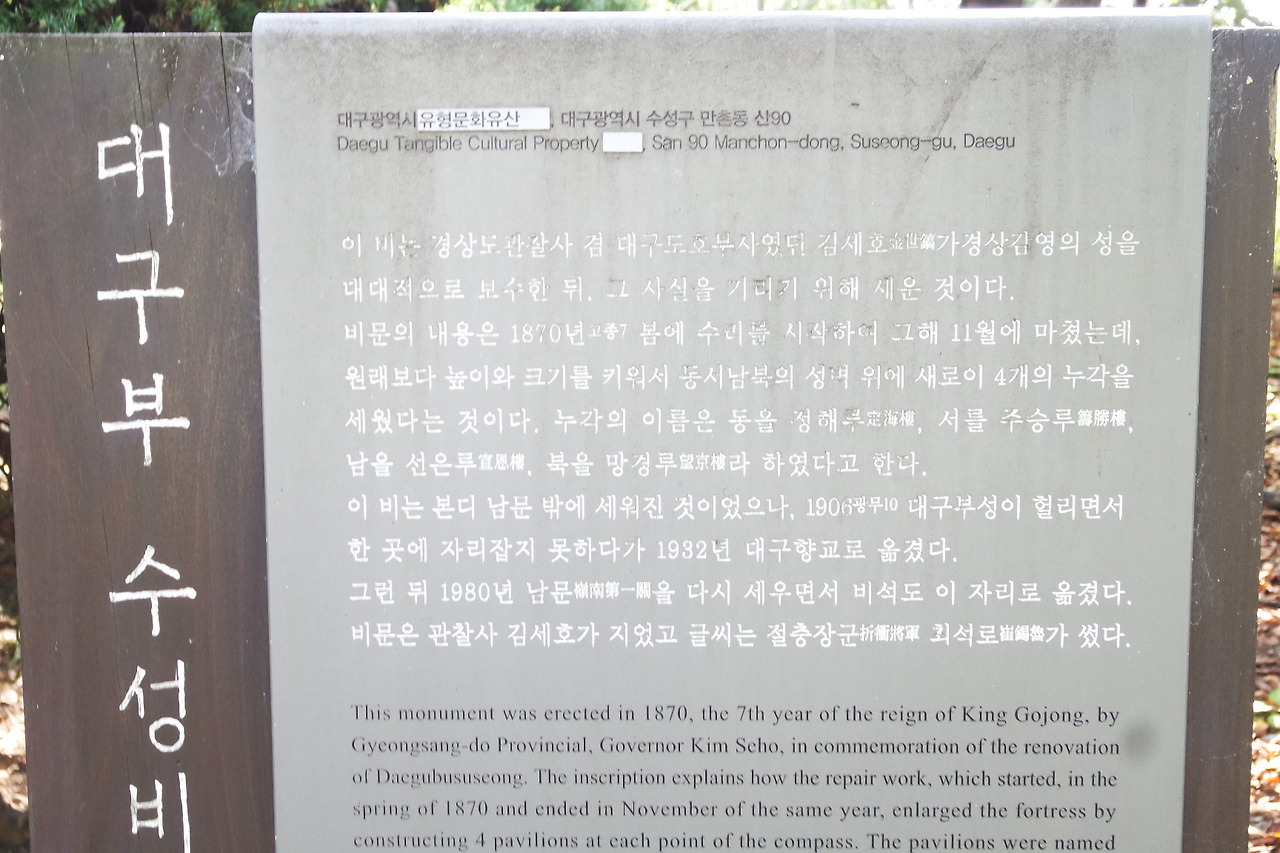 대구부 수성비
대구광역시유형문화유산 , 대구광역시 수성구 만촌동 산90
Daegu Tangible Cultural Property , San 90 Manchon-dong, Suseong-gu, Daegu
이 비는 경상도관찰사 겸 대구도호부사였던 김세호金世鎬가경상감영의 성을
대대적으로 보수한 뒤, 그 사실을 기리기 위해 세운 것이다.
비문의 내용은 1870년고종7 봄에 수리를 시작하여 그해 11월에 마쳤는데,
원래보다 높이와 크기를 키워서 동서남북의 성벽 위에 새로이 4개의 누각을
세웠다는 것이다. 누각의 이름은 동을 정해루定海樓, 서를 주승루籌勝樓,
남을 선은루宣恩樓, 북을 망경루望京樓라 하였다고 한다.
이 비는 본디 남문 밖에 세워진 것이었으나, 1906광무10 대구부성이 헐리면서
한 곳에 자리잡지 못하다가 1932년 대구향교로 옮겼다.
그런 뒤 1980년 남문嶺南第一關을 다시 세우면서 비석도 이 자리로 옮겼다.
비문은 관찰사 김세호가 지었고 글씨는 절충장군折衝將軍 최석로崔錫魯가 썼다.
This monument was erected in 1870, the 7th year of the reign of King Gojong, by
Gyeongsang-do Provincial, Governor Kim Seho, in commemoration of the renovation
of Daegubususeong. The inscription explains how the repair work, which started, in the
spring of 1870 and ended in November of the same year, enlarged the fortress by
constructing 4 pavilions at each point of the compass. The pavilions were named